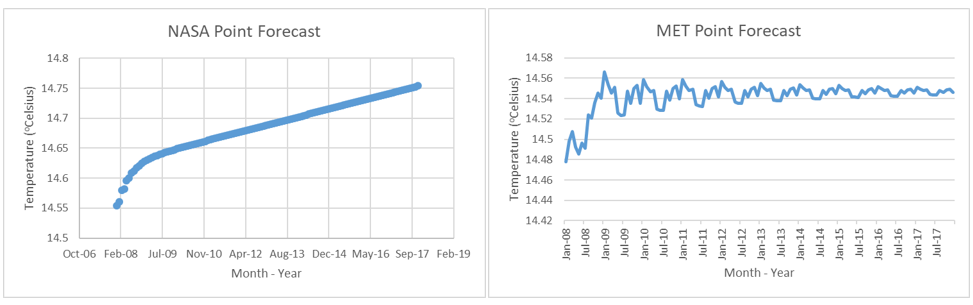 NASA Point Forecast
Temperature (°Celsius)
14.8
14.75
14.7
14.65
14.6
14.55
14.5
Oct-06 Feb-08 Jul-09 Nov-10 Apr-12 Aug-13 Dec-14 May-16 Sep-17 Feb-19
Month - Year
MET Point Forecast
Temperature (°Celsius)
14.58
14.56
14.54
14.52
14.5
14.48
14.46
14.44
14.42
Jan-08 Jul-08 Jan-09 Jul-09 Jan-10 Jul-10 Jan-11 Jul-11 Jan-12 Jul-12 Jan-13 Jul-13 Jan-14 Jul-14 Jan-15 Jul-15 Jan-16 Jul-16 Jan-17 Jul-17
Month - Year